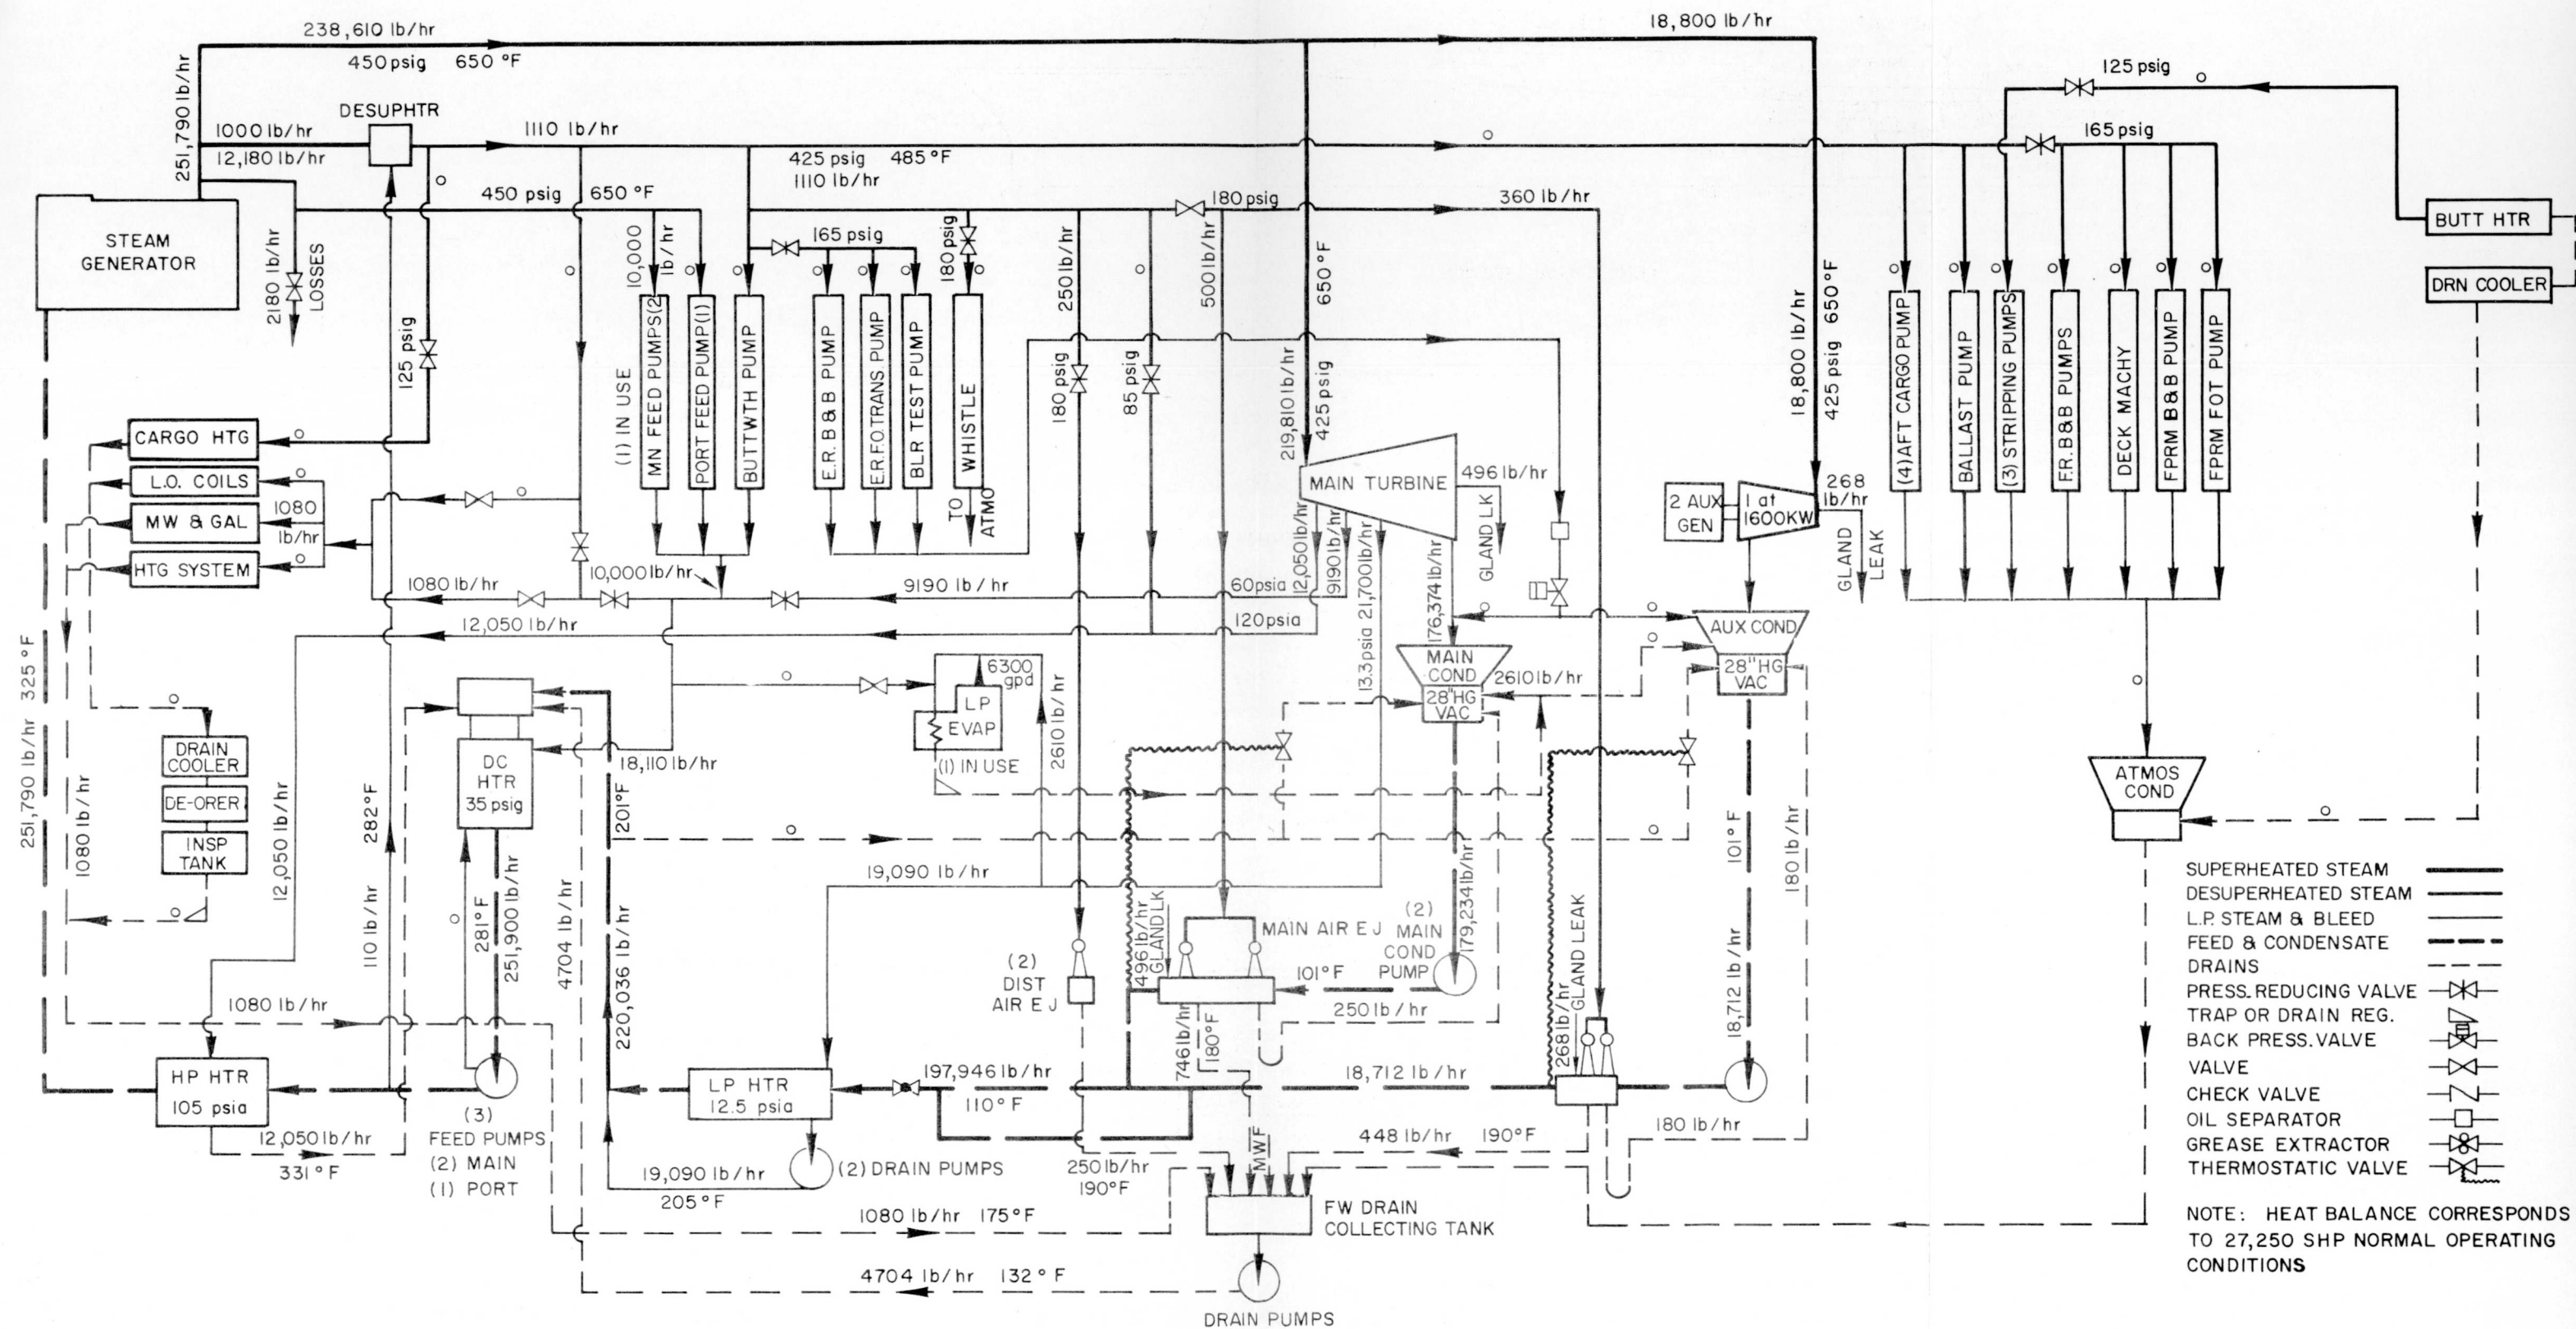 238,610 lb/hr
450 psig 650 °F
18,800 lb/hr
125 psig
251,790 lb/hr
DESUPHTR
1000 lb/hr
12,180 lb/hr
1110 lb/hr
425 psig 485 °F
1110 lb/hr
165 psig
450 psig 650 °F
180 psig
360 lb/hr
STEAM
GENERATOR
2180 lb/hr
LOSSES
10,000
lb/hr
165 psig
180 psig
250 lb/hr
500 lb/hr
650 °F
BUTT HTR
DRN COOLER
125 psig
(1) IN USE
MN FEED PUMPS(2
PORT FEED PUMP(1)
BUTTWTH PUMP
E.R. B & B PUMP
E.R.F.O.TRANS PUMP
BLR TEST PUMP
WHISTLE
TO
ATMO
180 psig
85 psig
219,810 lb/hr
425 psig
18,800 lb/hr
425 psig 650 °F
(4) AFT CARGO PUMP
BALLAST PUMP
(3) STRIPPING PUMPS
FR. B&B PUMPS
DECK MACHY
FPRM B&B PUMP
FPRM FOT PUMP
CARGO HTG
L.O. COILS
MW & GAL
HTG SYSTEM
1080
lb/hr
MAIN TURBINE
496 lb/hr
GLAND LK
2 AUX
GEN
1 at
1600KW
268
lb/hr
GLAND
LEAK
1080 lb/hr
10,000 lb/hr
9190 lb/hr
60psia
12,050 lb/hr
9190 lb/hr
13.3 psia 21,700 lb/hr
176,374 lb/hr
12,050 lb/hr
120psia
AUX COND
28"HG
VAC
MAIN
COND
28"HG
VAC
2610 lb/hr
251,790 lb/hr 325 °F
1080 lb/hr
DRAIN
COOLER
DE-ORER
INSP
TANK
12,050 lb/hr
110 lb/hr 282°F
DC
HTR
35 psig
18,110 lb/hr
6300
gpd
LP
EVAP
(1) IN USE
2610 lb/hr
281°F
251,900 lb/hr
4704 lb/hr
201°F
220,036 lb/hr
19,090 lb/hr
ATMOS
COND
101°F
18,712 lb/hr
180 lb/hr
179,234 lb/hr
496 lb/hr
GLAND LK
MAIN AIR EJ
(2)
MAIN
COND
PUMP
(2)
DIST
AIR EJ
101°F
250 lb/hr
GLAND LEAK
268 lb/hr
746 lb/hr
180°F
1080 lb/hr
HP HTR
105 psia
12,050 lb/hr
331°F
(3)
FEED PUMPS
(2) MAIN
(1) PORT
LP HTR
12.5 psia
197,946 lb/hr
110°F
18,712 lb/hr
19,090 lb/hr
205°F
(2) DRAIN PUMPS
250 lb/hr
190°F
MWF
448 lb/hr 190°F
180 lb/hr
1080 lb/hr 175°F
FW DRAIN
COLLECTING TANK
4704 lb/hr 132° F
DRAIN PUMPS
SUPERHEATED STEAM
DESUPERHEATED STEAM
L.P. STEAM & BLEED
FEED & CONDENSATE
DRAINS
PRESS. REDUCING VALVE
TRAP OR DRAIN REG.
BACK PRESS. VALVE
VALVE
CHECK VALVE
OIL SEPARATOR
GREASE EXTRACTOR
THERMOSTATIC VALVE
NOTE: HEAT BALANCE CORRESPONDS
TO 27,250 SHP NORMAL OPERATING
CONDITIONS